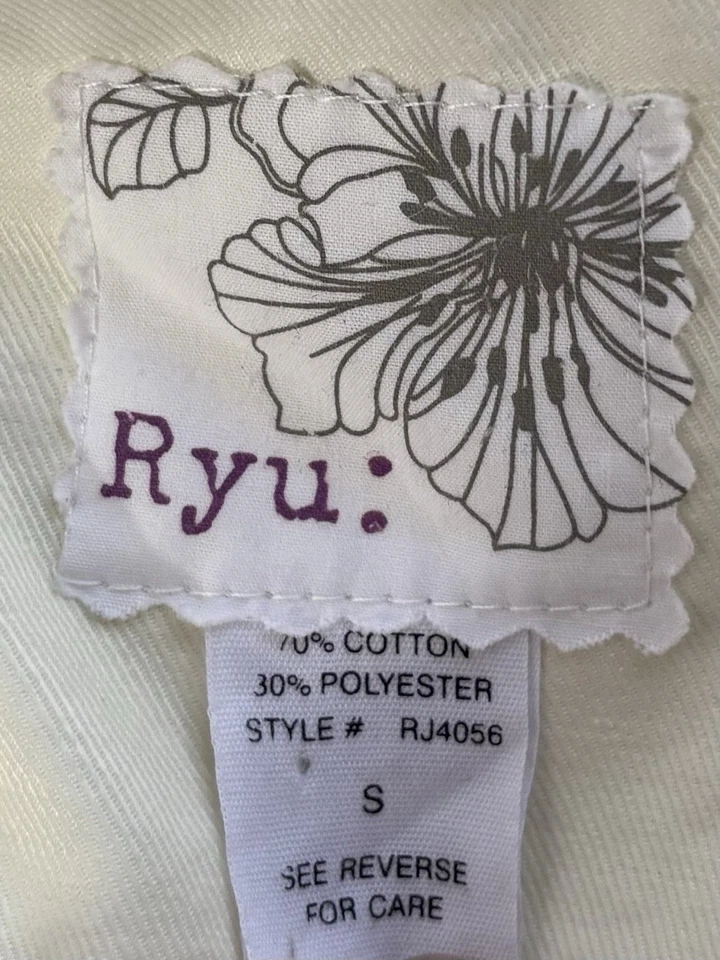 Ryu:
70% COTTON
30% POLYESTER
STYLE # RJ4056
S
SEE REVERSE
FOR CARE